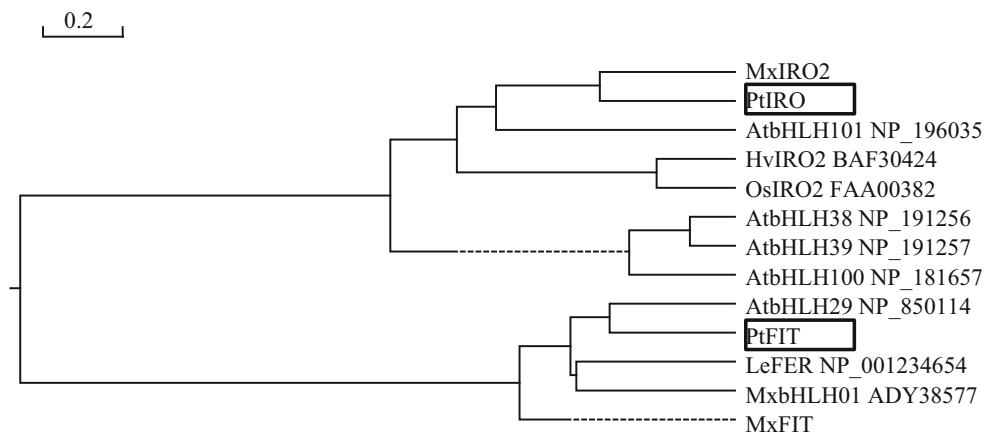 0.2
MxIRO2
PtIRO
AtbHLH101 NP_196035
HvIRO2 BAF30424
OsIRO2 FAA00382
AtbHLH38 NP_191256
AtbHLH39 NP_191257
AtbHLH100 NP_181657
AtbHLH29 NP_850114
PtFIT
LeFER NP_001234654
MxbHLH01 ADY38577
MxFIT